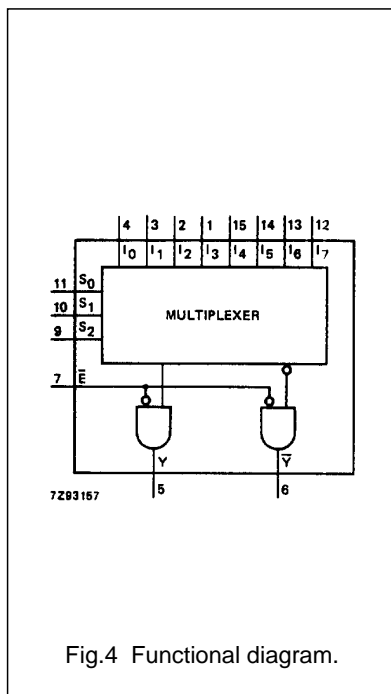 4 3 2 1 15 14 13 12
I0 I1 I2 I3 I4 I5 I6 I7
11 S0
10 S1
MULTIPLEXER
9 S2
7 E̅
Y Y̅
7Z93157 5 6
Fig.4 Functional diagram.